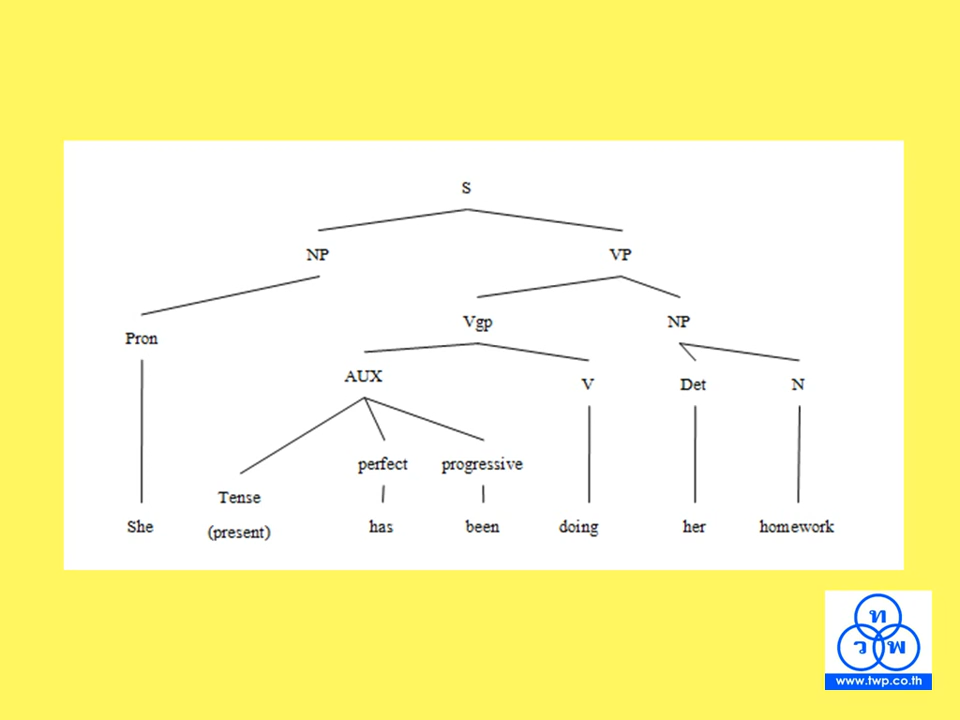 S
NP VP
Vgp NP
Pron
AUX V Det N
perfect progressive
Tense
She (present) has been doing her homework
ท
ว พ
www.twp.co.th